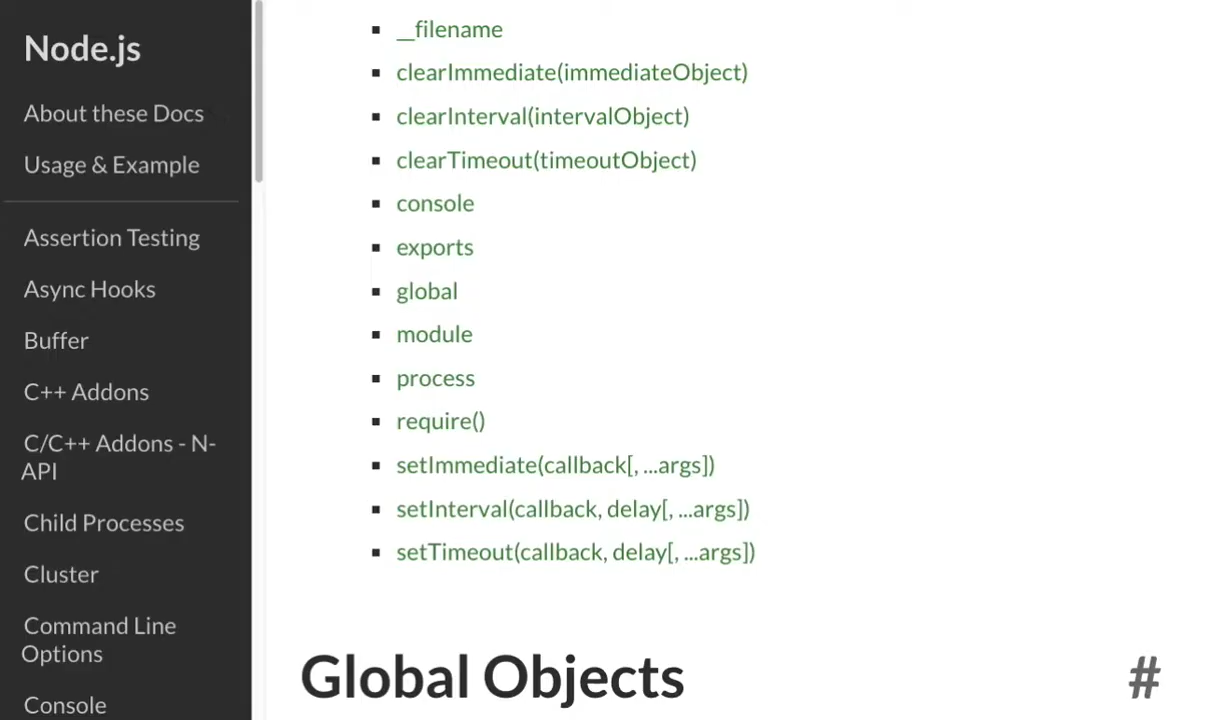 Node.js
About these Docs
Usage & Example
Assertion Testing
Async Hooks
Buffer
C++ Addons
C/C++ Addons - N-
API
Child Processes
Cluster
Command Line
Options
Console
__filename
clearImmediate(immediateObject)
clearInterval(intervalObject)
clearTimeout(timeoutObject)
console
exports
global
module
process
require()
setImmediate(callback[, ...args])
setInterval(callback, delay[, ...args])
setTimeout(callback, delay[, ...args])
Global Objects #